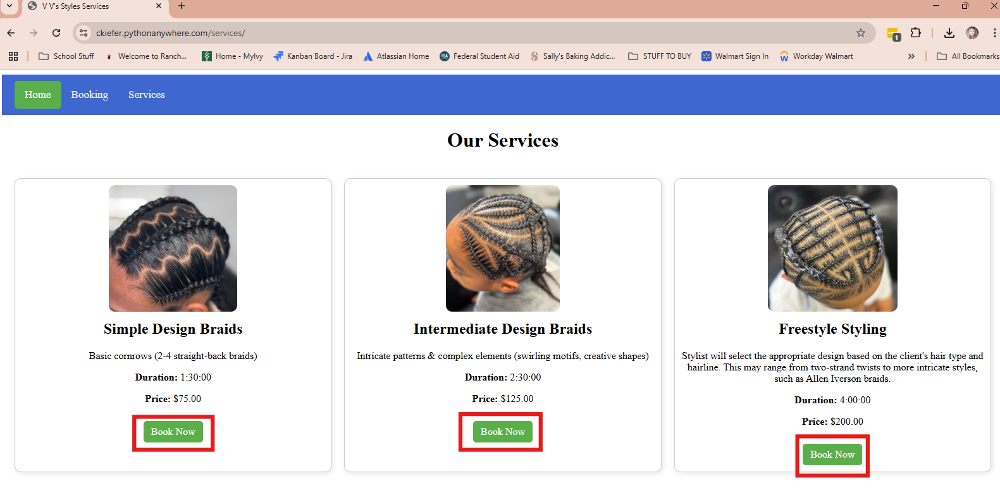 V V's Styles Services
ckiefer.pythonanywhere.com/services/
1
School Stuff
Welcome to Ranch...
Home - MyIvy
Kanban Board - Jira
Atlassian Home
FSA
Federal Student Aid
Sally's Baking Addic...
STUFF TO BUY
Walmart Sign In
Workday Walmart
All Bookmarks
Home Booking Services
Our Services
Simple Design Braids
Basic cornrows (2-4 straight-back braids)
Duration: 1:30:00
Price: $75.00
Book Now
Intermediate Design Braids
Intricate patterns & complex elements (swirling motifs, creative shapes)
Duration: 2:30:00
Price: $125.00
Book Now
Freestyle Styling
Stylist will select the appropriate design based on the client's hair type and
hairline. This may range from two-strand twists to more intricate styles,
such as Allen Iverson braids.
Duration: 4:00:00
Price: $200.00
Book Now